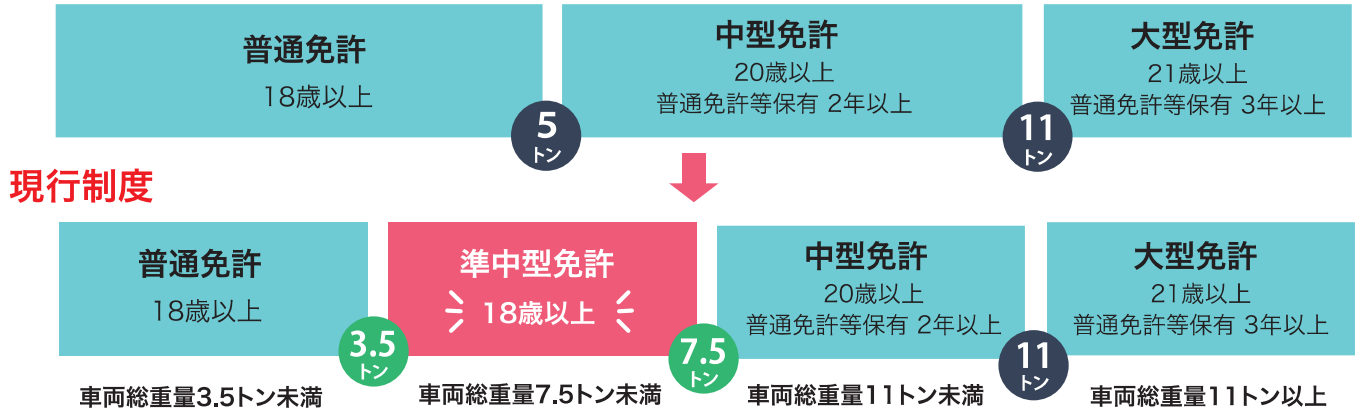 普通免許
18歳以上
5
トン
中型免許
20歳以上
普通免許等保有 2年以上
11
トン
大型免許
21歳以上
普通免許等保有 3年以上
現行制度
普通免許
18歳以上
3.5
トン
車両総重量3.5トン未満
準中型免許
18歳以上
7.5
トン
車両総重量7.5トン未満
中型免許
20歳以上
普通免許等保有 2年以上
11
トン
車両総重量11トン未満
大型免許
21歳以上
普通免許等保有 3年以上
車両総重量11トン以上